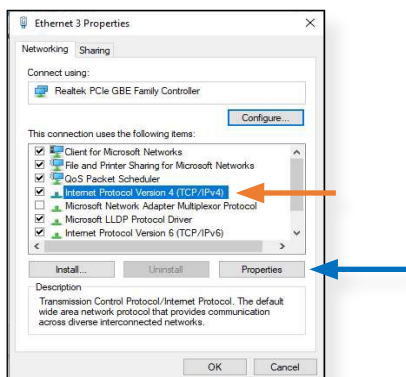 Ethernet 3 Properties
Networking Sharing
Connect using:
Realtek PCIe GBE Family Controller
Configure...
This connection uses the following items:
Client for Microsoft Networks
File and Printer Sharing for Microsoft Networks
QoS Packet Scheduler
Internet Protocol Version 4 (TCP/IPv4)
Microsoft Network Adapter Multiplexor Protocol
Microsoft LLDP Protocol Driver
Internet Protocol Version 6 (TCP/IPv6)
Install... Uninstall Properties
Description
Transmission Control Protocol/Internet Protocol. The default
wide area network protocol that provides communication
across diverse interconnected networks.
OK Cancel